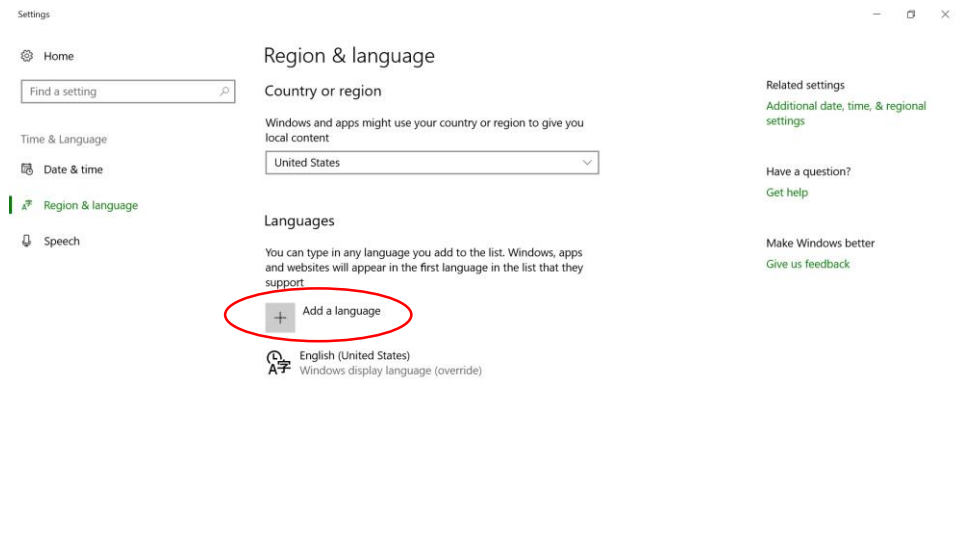 Settings
Home
Find a setting
Time & Language
Date & time
Region & language
Speech
Region & language
Country or region
Windows and apps might use your country or region to give you
local content
United States
Languages
You can type in any language you add to the list. Windows, apps
and websites will appear in the first language in the list that they
support
Add a language
English (United States)
Windows display language (override)
Related settings
Additional date, time, & regional
settings
Have a question?
Get help
Make Windows better
Give us feedback